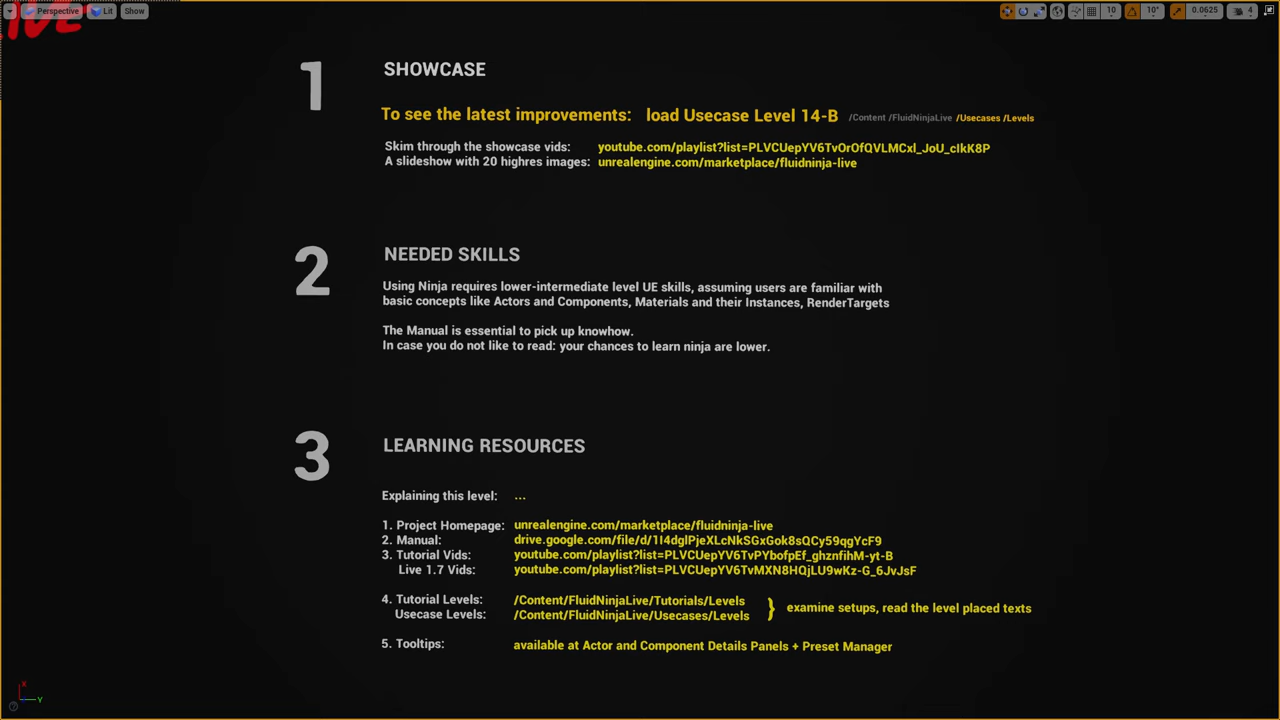 IVE
Perspective Lit Show 10 10° 0.0625 4
1 SHOWCASE
To see the latest improvements: load Usecase Level 14-B /Content /FluidNinjaLive /Usecases /Levels
Skim through the showcase vids: youtube.com/playlist?list=PLVCUepYV6TvOrOfQVLMCxl_JoU_cIkK8P
A slideshow with 20 highres images: unrealengine.com/marketplace/fluidninja-live
2 NEEDED SKILLS
Using Ninja requires lower-intermediate level UE skills, assuming users are familiar with
basic concepts like Actors and Components, Materials and their Instances, RenderTargets
The Manual is essential to pick up knowhow.
In case you do not like to read: your chances to learn ninja are lower.
3 LEARNING RESOURCES
Explaining this level: ...
1. Project Homepage: unrealengine.com/marketplace/fluidninja-live
2. Manual: drive.google.com/file/d/1I4dglPjeXLcNkSGxGok8sQCy59qgYcF9
3. Tutorial Vids: youtube.com/playlist?list=PLVCUepYV6TvPYbofpEf_ghznfihM-yt-B
Live 1.7 Vids: youtube.com/playlist?list=PLVCUepYV6TvMXN8HQjLU9wKz-G_6JvJsF
4. Tutorial Levels: /Content/FluidNinjaLive/Tutorials/Levels
Usecase Levels: /Content/FluidNinjaLive/Usecases/Levels } examine setups, read the level placed texts
5. Tooltips: available at Actor and Component Details Panels + Preset Manager
X
Y